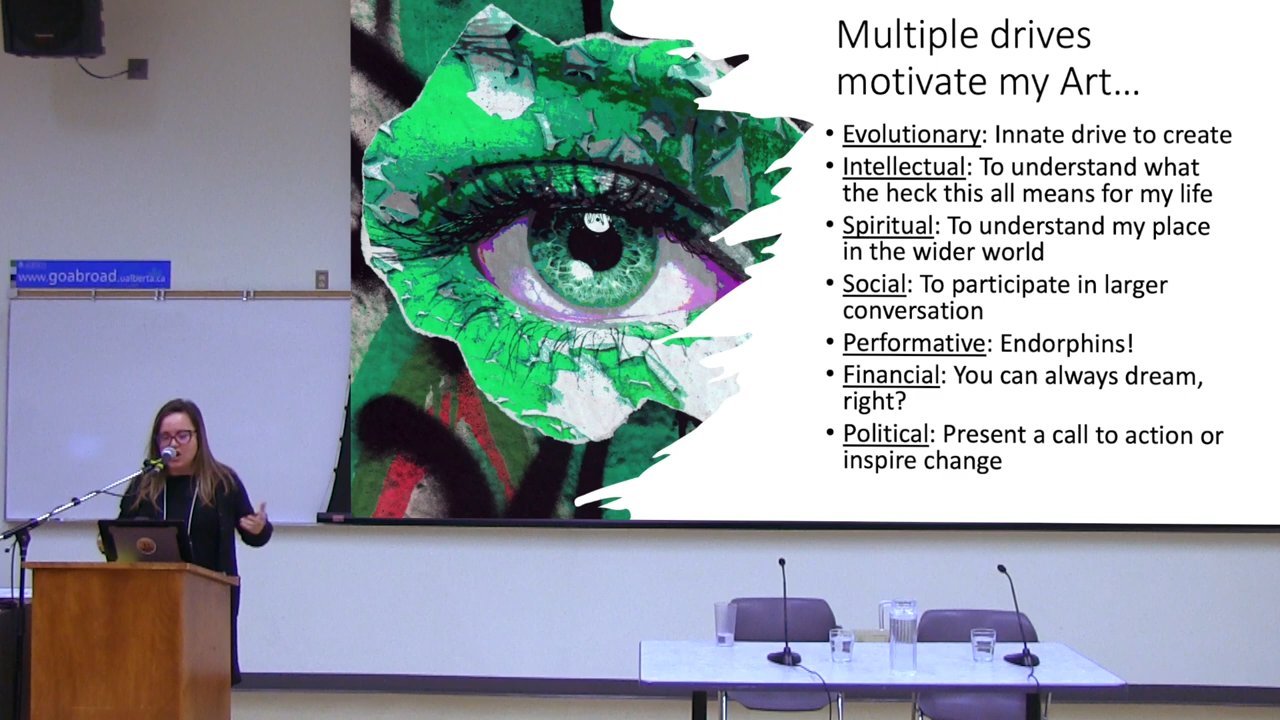 Multiple drives
motivate my Art...
• Evolutionary: Innate drive to create
• Intellectual: To understand what
the heck this all means for my life
• Spiritual: To understand my place
in the wider world
• Social: To participate in larger
conversation
• Performative: Endorphins!
• Financial: You can always dream,
right?
• Political: Present a call to action or
inspire change
www.goabroad.ualberta.ca